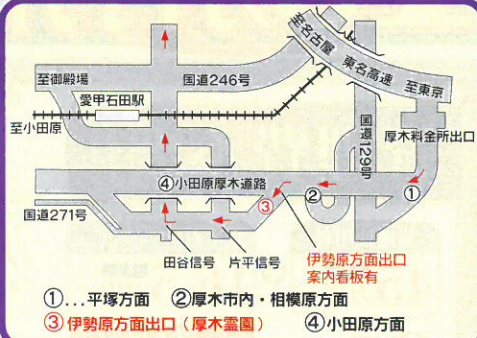 至名古屋
東名高速
至東京
至御殿場
国道246号
愛甲石田駅
至小田原
国道129号
厚木料金所出口
④小田原厚木道路
①
②
③
国道271号
田谷信号
片平信号
伊勢原方面出口
案内看板有
①...平塚方面 ②厚木市内・相模原方面
③伊勢原方面出口(厚木霊園) ④小田原方面